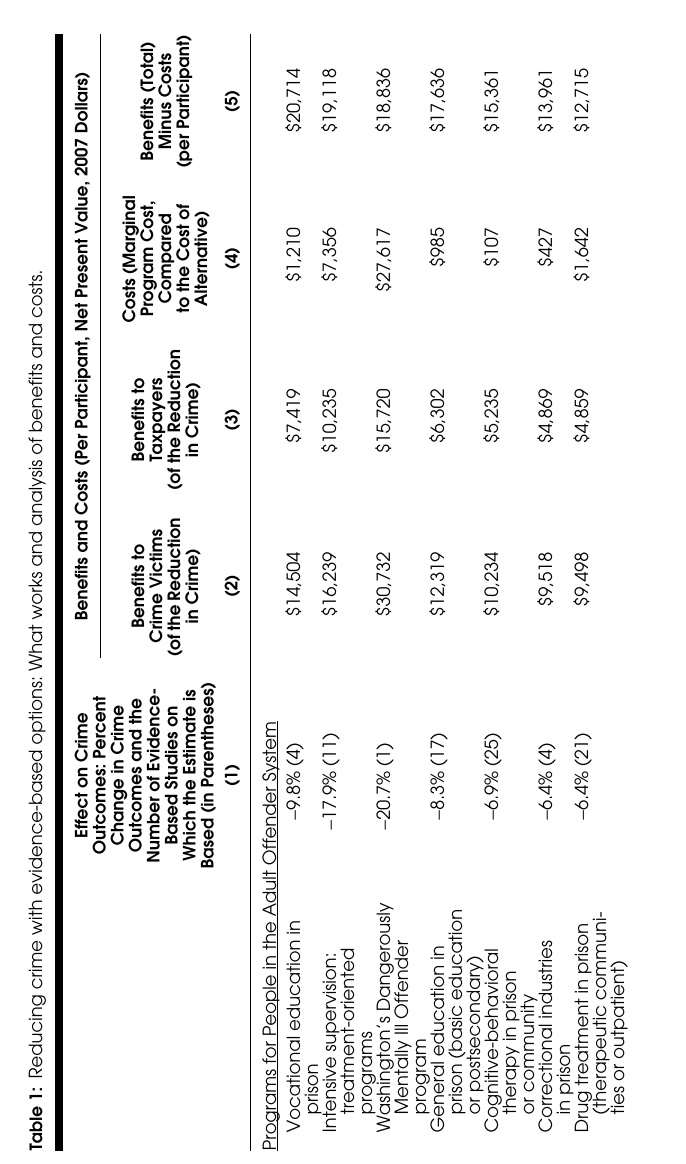 Table 1: Reducing crime with evidence-based options: What works and analysis of benefits and costs.
Effect on Crime
Outcomes: Percent
Change in Crime
Outcomes and the
Number of Evidence-
Based Studies on
Which the Estimate is
Based (in Parentheses)
(1)
Benefits and Costs (Per Participant, Net Present Value, 2007 Dollars)
Benefits to
Crime Victims
(of the Reduction
in Crime)
(2)
Benefits to
Taxpayers
(of the Reduction
in Crime)
(3)
Costs (Marginal
Program Cost,
Compared
to the Cost of
Alternative)
(4)
Benefits (Total)
Minus Costs
(per Participant)
(5)
Programs for People in the Adult Offender System
Vocational education in −9.8% (4) $14,504 $7,419 $1,210 $20,714
prison
Intensive supervision: −17.9% (11) $16,239 $10,235 $7,356 $19,118
treatment-oriented
programs
Washington's Dangerously −20.7% (1) $30,732 $15,720 $27,617 $18,836
Mentally Ill Offender
program
General education in −8.3% (17) $12,319 $6,302 $985 $17,636
prison (basic education
or postsecondary)
Cognitive-behavioral −6.9% (25) $10,234 $5,235 $107 $15,361
therapy in prison
or community
Correctional industries −6.4% (4) $9,518 $4,869 $427 $13,961
in prison
Drug treatment in prison −6.4% (21) $9,498 $4,859 $1,642 $12,715
(therapeutic communi-
ties or outpatient)